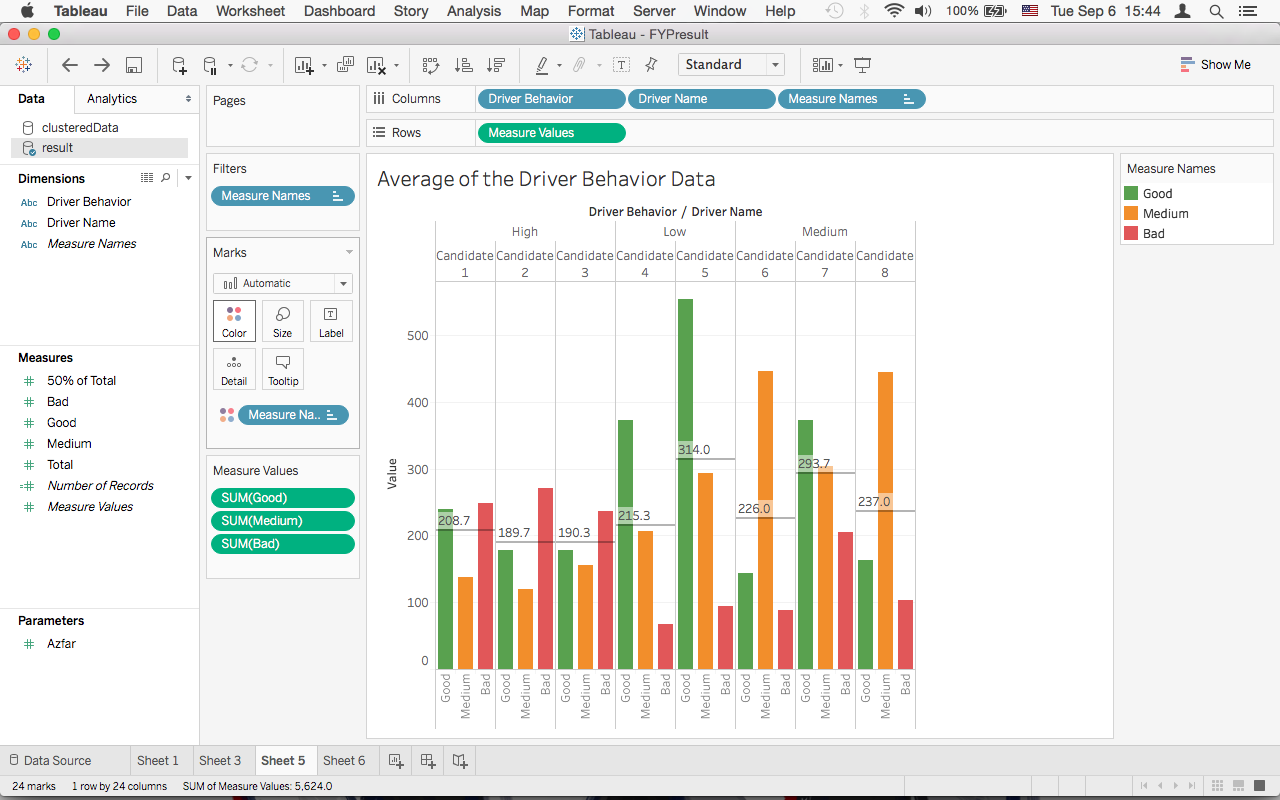 Tableau File Data Worksheet Dashboard Story Analysis Map Format Server Window Help 100% Tue Sep 6 15:44
Tableau - FYPresult
Standard Show Me
Data Analytics
clusteredData
result
Dimensions
Abc Driver Behavior
Abc Driver Name
Abc Measure Names
Measures
# 50% of Total
# Bad
# Good
# Medium
# Total
=# Number of Records
# Measure Values
Parameters
# Azfar
Pages
Filters
Measure Names
Marks
Automatic
Color Size Label
Detail Tooltip
Measure Na..
Measure Values
SUM(Good)
SUM(Medium)
SUM(Bad)
Columns Driver Behavior Driver Name Measure Names
Rows Measure Values
Average of the Driver Behavior Data
Driver Behavior / Driver Name
High Low Medium
Candidate Candidate Candidate Candidate Candidate Candidate Candidate Candidate
1 2 3 4 5 6 7 8
500
400
300
200
100
0
Value
208.7 189.7 190.3 215.3 314.0 226.0 293.7 237.0
Good Medium Bad Good Medium Bad Good Medium Bad Good Medium Bad Good Medium Bad Good Medium Bad Good Medium Bad Good Medium Bad
Measure Names
Good
Medium
Bad
Data Source Sheet 1 Sheet 3 Sheet 5 Sheet 6
24 marks 1 row by 24 columns SUM of Measure Values: 5,624.0